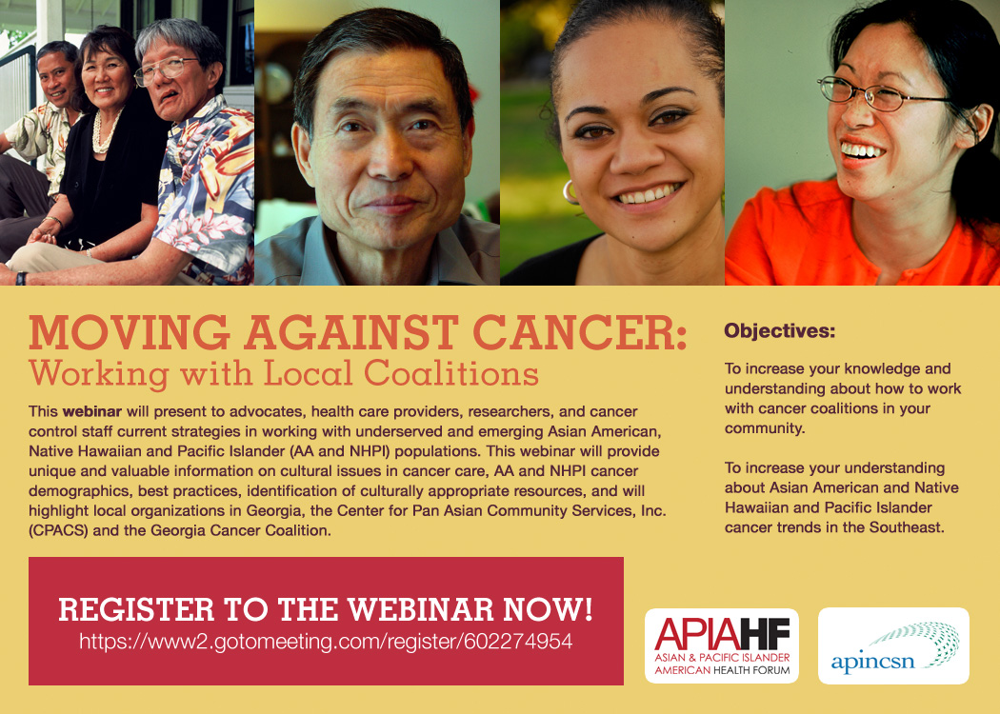 MOVING AGAINST CANCER:
Working with Local Coalitions
This webinar will present to advocates, health care providers, researchers, and cancer
control staff current strategies in working with underserved and emerging Asian American,
Native Hawaiian and Pacific Islander (AA and NHPI) populations. This webinar will provide
unique and valuable information on cultural issues in cancer care, AA and NHPI cancer
demographics, best practices, identification of culturally appropriate resources, and will
highlight local organizations in Georgia, the Center for Pan Asian Community Services, Inc.
(CPACS) and the Georgia Cancer Coalition.
Objectives:
To increase your knowledge and
understanding about how to work
with cancer coalitions in your
community.
To increase your understanding
about Asian American and Native
Hawaiian and Pacific Islander
cancer trends in the Southeast.
REGISTER TO THE WEBINAR NOW!
https://www2.gotomeeting.com/register/602274954
APIAHF
ASIAN & PACIFIC ISLANDER
AMERICAN HEALTH FORUM
apincsn